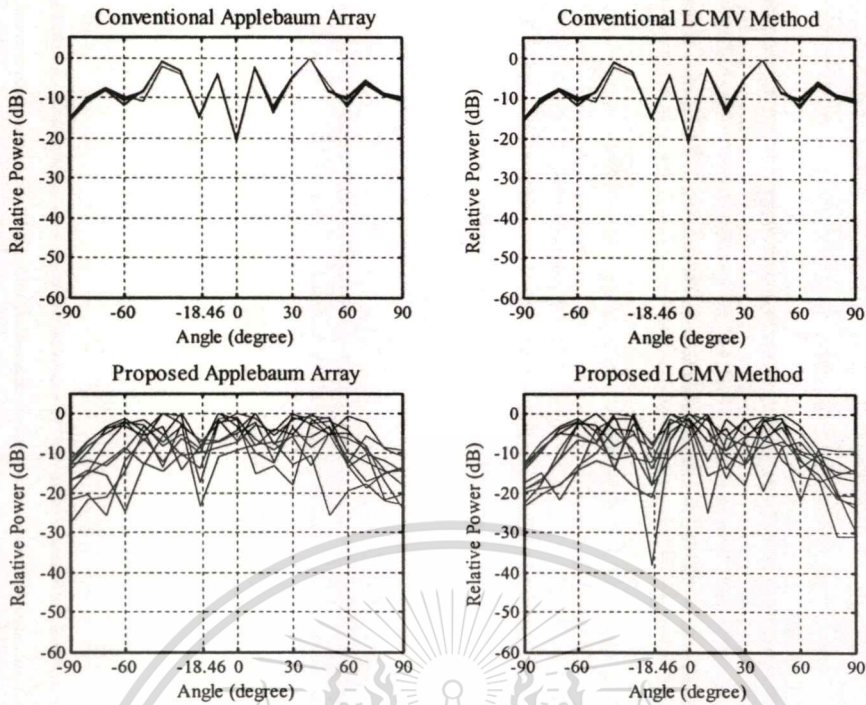 Conventional Applebaum Array
Relative Power (dB)
0
-10
-20
-30
-40
-50
-60
-90 -60 -18.46 0 30 60 90
Angle (degree)
Conventional LCMV Method
Relative Power (dB)
0
-10
-20
-30
-40
-50
-60
-90 -60 -18.46 0 30 60 90
Angle (degree)
Proposed Applebaum Array
Relative Power (dB)
0
-10
-20
-30
-40
-50
-60
-90 -60 -18.46 0 30 60 90
Angle (degree)
Proposed LCMV Method
Relative Power (dB)
0
-10
-20
-30
-40
-50
-60
-90 -60 -18.46 0 30 60 90
Angle (degree)